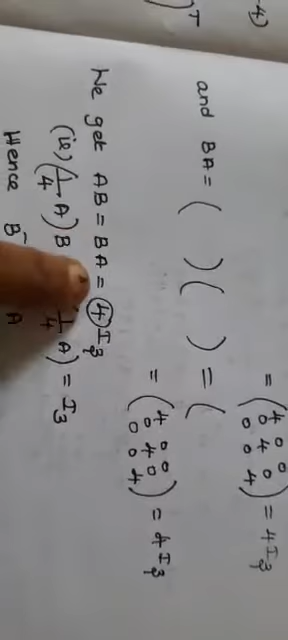 -4)
)ᵀ
= (4 0 0
0 4 0
0 0 4) = 4I₃
and BA = ( )( ) = (
= (4 0 0
0 4 0
0 0 4) = 4I₃
We get AB = BA = 4I₃
(ie) (1/4 A) B 1/4 A) = I₃
Hence B⁻ A